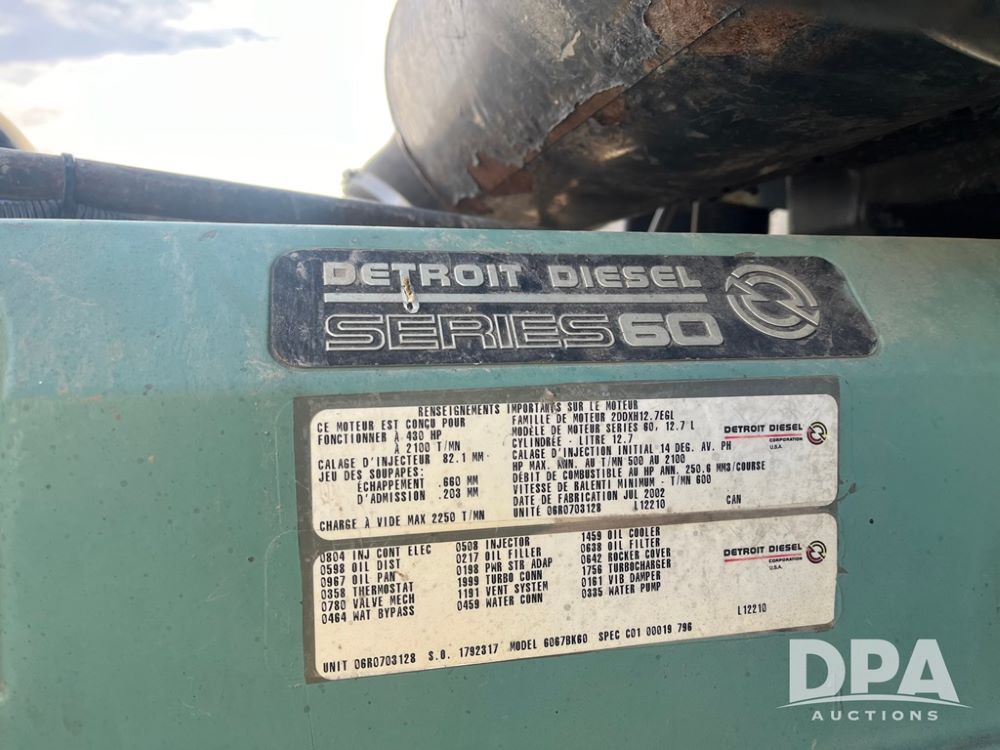 DETROIT DIESEL
SERIES 60
RENSEIGNEMENTS IMPORTANTS SUR LE MOTEUR
CE MOTEUR EST CONÇU POUR
FONCTIONNER À 430 HP
À 2100 T/MN
CALAGE D'INJECTEUR 82.1 MM
JEU DES SOUPAPES:
ÉCHAPPEMENT .660 MM
D'ADMISSION .203 MM
CHARGE À VIDE MAX 2250 T/MN
FAMILLE DE MOTEUR 2DDXH12.7EGL
MODÈLE DE MOTEUR SERIES 60, 12.7 L
CYLINDRÉE - LITRE 12.7
CALAGE D'INJECTION INITIAL 14 DEG. AV. PH
HP MAX. ANN. AU T/MN 500 AU 2100
DÉBIT DE COMBUSTIBLE AU HP ANN. 250.6 MM3/COURSE
VITESSE DE RALENTI MINIMUM - T/MN 600
DATE DE FABRICATION JUL 2002 CAN
UNITÉ 06R0703128 L12210
DETROIT DIESEL
CORPORATION
U.S.A.
0804 INJ CONT ELEC
0598 OIL DIST
0967 OIL PAN
0358 THERMOSTAT
0780 VALVE MECH
0464 WAT BYPASS
0508 INJECTOR
0217 OIL FILLER
0198 PWR STR ADAP
1999 TURBO CONN
1191 VENT SYSTEM
0459 WATER CONN
1459 OIL COOLER
0638 OIL FILTER
0642 ROCKER COVER
1756 TURBOCHARGER
0161 VIB DAMPER
0335 WATER PUMP
DETROIT DIESEL
CORPORATION
U.S.A.
L12210
UNIT 06R0703128 S.O. 1792317 MODEL 6067BK60 SPEC C01 00019 796
DPA
AUCTIONS